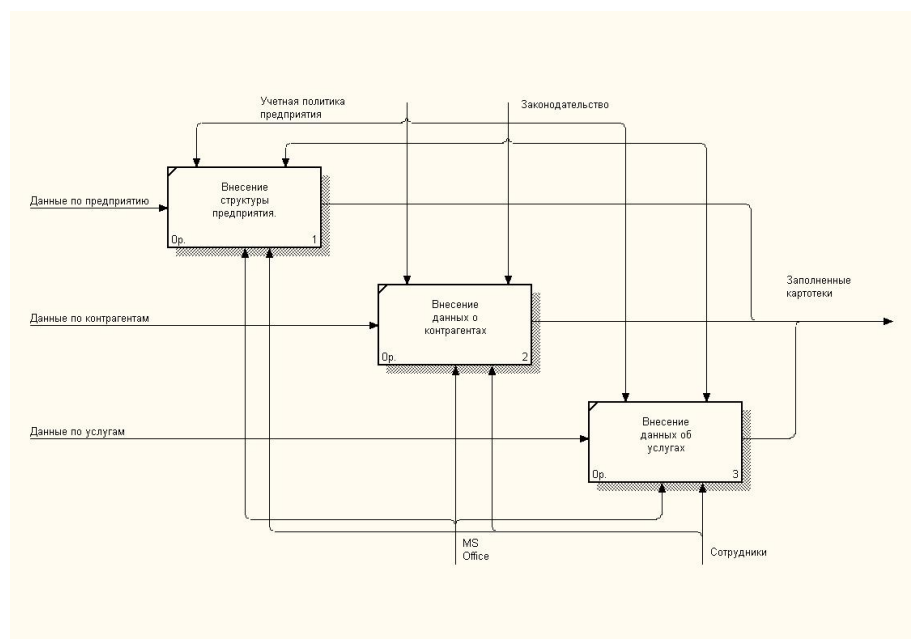 Учетная политика
предприятия
Законодательство
Внесение
структуры
предприятия.
0р.
1
Данные по предприятию
Заполненные
картотеки
Внесение
данных о
контрагентах
0р.
2
Данные по контрагентам
Внесение
данных об
услугах
0р.
3
Данные по услугам
MS
Office
Сотрудники